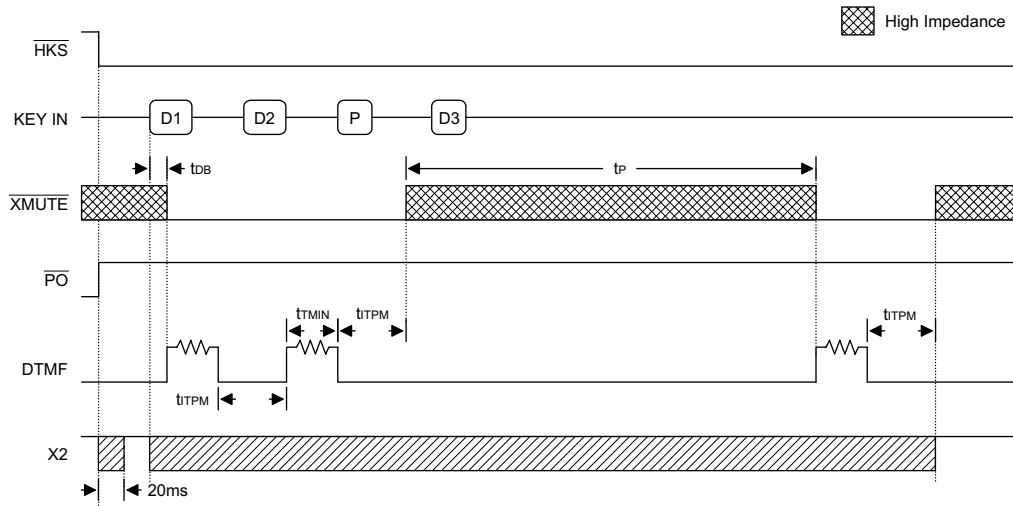 High Impedance
HKS
KEY IN
D1
D2
P
D3
tDB
tP
XMUTE
PO
tTMIN
tITPM
tITPM
DTMF
tITPM
X2
20ms